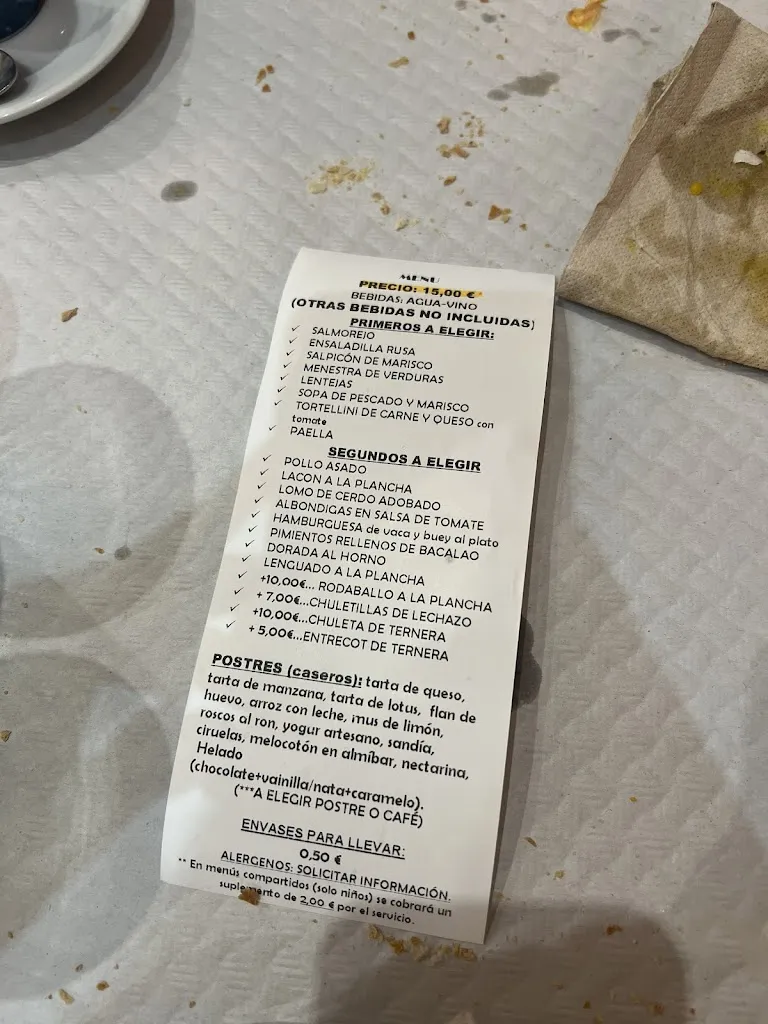 MENU
PRECIO: 15,00 €
BEBIDAS: AGUA-VINO
(OTRAS BEBIDAS NO INCLUIDAS)
PRIMEROS A ELEGIR:
✓ SALMOREJO
✓ ENSALADILLA RUSA
✓ SALPICÓN DE MARISCO
✓ MENESTRA DE VERDURAS
✓ LENTEJAS
✓ SOPA DE PESCADO Y MARISCO
✓ TORTELLINI DE CARNE Y QUESO con
tomate
✓ PAELLA
SEGUNDOS A ELEGIR
✓ POLLO ASADO
✓ LACON A LA PLANCHA
✓ LOMO DE CERDO ADOBADO
✓ ALBONDIGAS EN SALSA DE TOMATE
✓ HAMBURGUESA de vaca y buey al plato
✓ PIMIENTOS RELLENOS DE BACALAO
✓ DORADA AL HORNO
✓ LENGUADO A LA PLANCHA
✓ +10,00€... RODABALLO A LA PLANCHA
✓ + 7,00€...CHULETILLAS DE LECHAZO
✓ +10,00€...CHULETA DE TERNERA
✓ + 5,00€...ENTRECOT DE TERNERA
POSTRES (caseros): tarta de queso,
tarta de manzana, tarta de lotus, flan de
huevo, arroz con leche, mus de limón,
roscos al ron, yogur artesano, sandía,
ciruelas, melocotón en almíbar, nectarina,
Helado
(chocolate+vainilla/nata+caramelo).
(***A ELEGIR POSTRE O CAFÉ)
ENVASES PARA LLEVAR:
0,50 €
ALERGENOS: SOLICITAR INFORMACIÓN.
** En menús compartidos (solo niños) se cobrará un
suplemento de 2,00 € por el servicio.